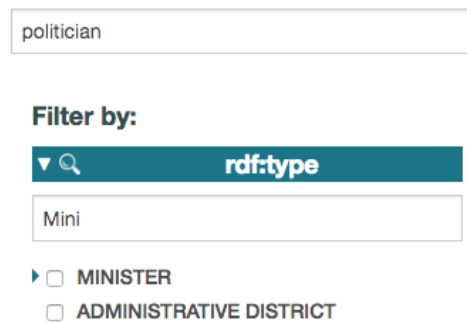 politician
Filter by:
rdf:type
Mini
MINISTER
ADMINISTRATIVE DISTRICT